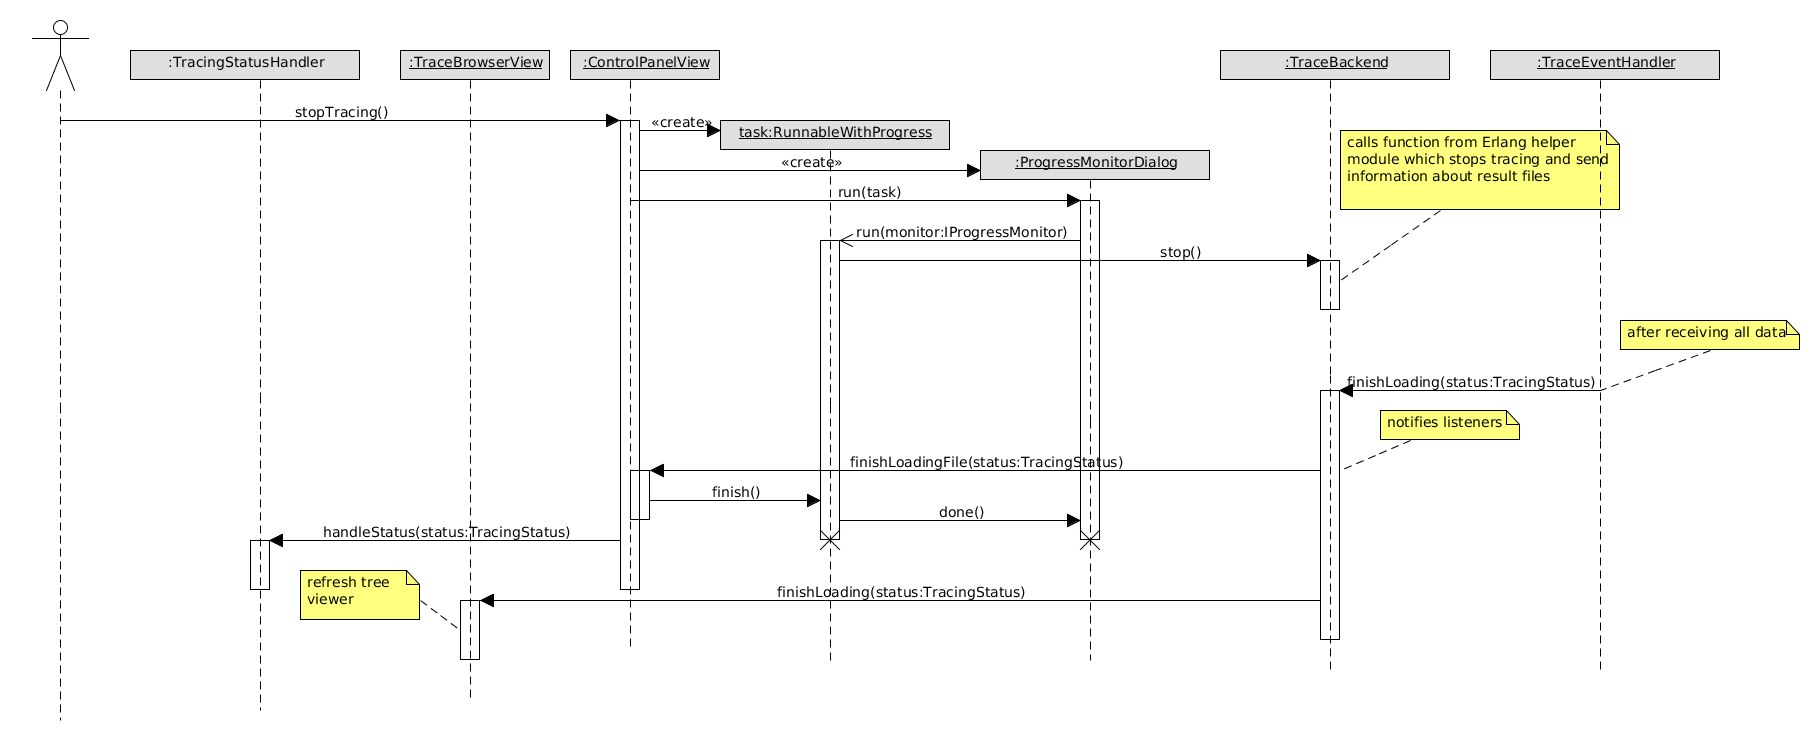 :TracingStatusHandler
:TraceBrowserView
:ControlPanelView
:TraceBackend
:TraceEventHandler
stopTracing()
«create»
task:RunnableWithProgress
calls function from Erlang helper
module which stops tracing and send
information about result files
«create»
:ProgressMonitorDialog
run(task)
run(monitor:IProgressMonitor)
stop()
after receiving all data
finishLoading(status:TracingStatus)
notifies listeners
finishLoadingFile(status:TracingStatus)
finish()
done()
handleStatus(status:TracingStatus)
refresh tree
viewer
finishLoading(status:TracingStatus)